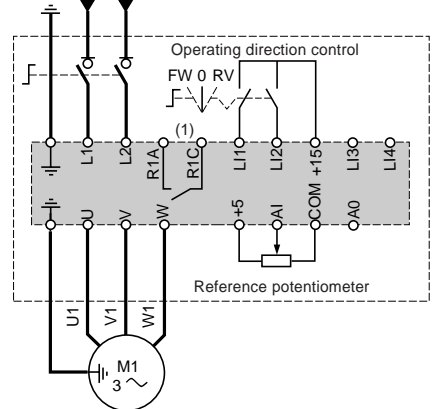 Operating direction control
FW 0 RV
(1)
L1
L2
R1A
R1C
LI1
LI2
+15
LI3
LI4
U
V
W
+5
AI
COM
A0
Reference potentiometer
U1
V1
W1
M1
3